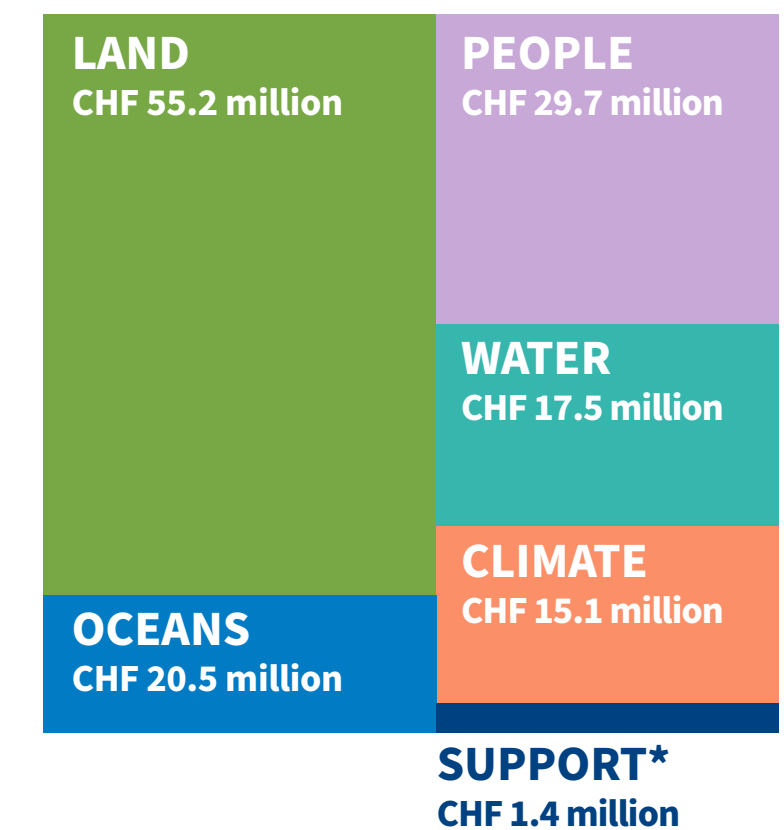 LAND
CHF 55.2 million
PEOPLE
CHF 29.7 million
WATER
CHF 17.5 million
CLIMATE
CHF 15.1 million
OCEANS
CHF 20.5 million
SUPPORT*
CHF 1.4 million